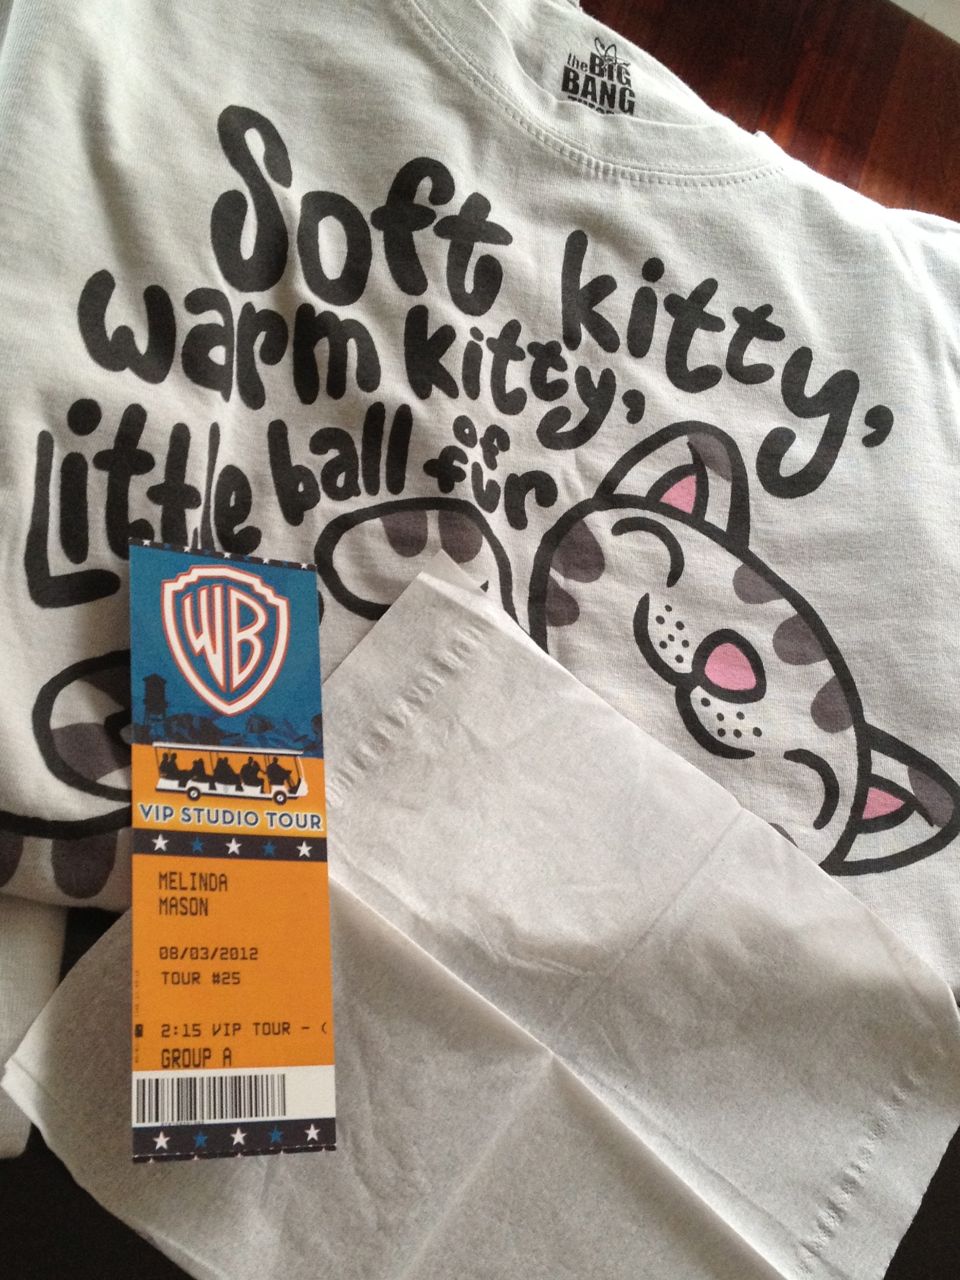 the BIG
BANG
Soft kitty,
warm kitty,
Little ball of fur
WB
VIP STUDIO TOUR
MELINDA
MASON
08/03/2012
TOUR #25
2:15 VIP TOUR - (
GROUP A